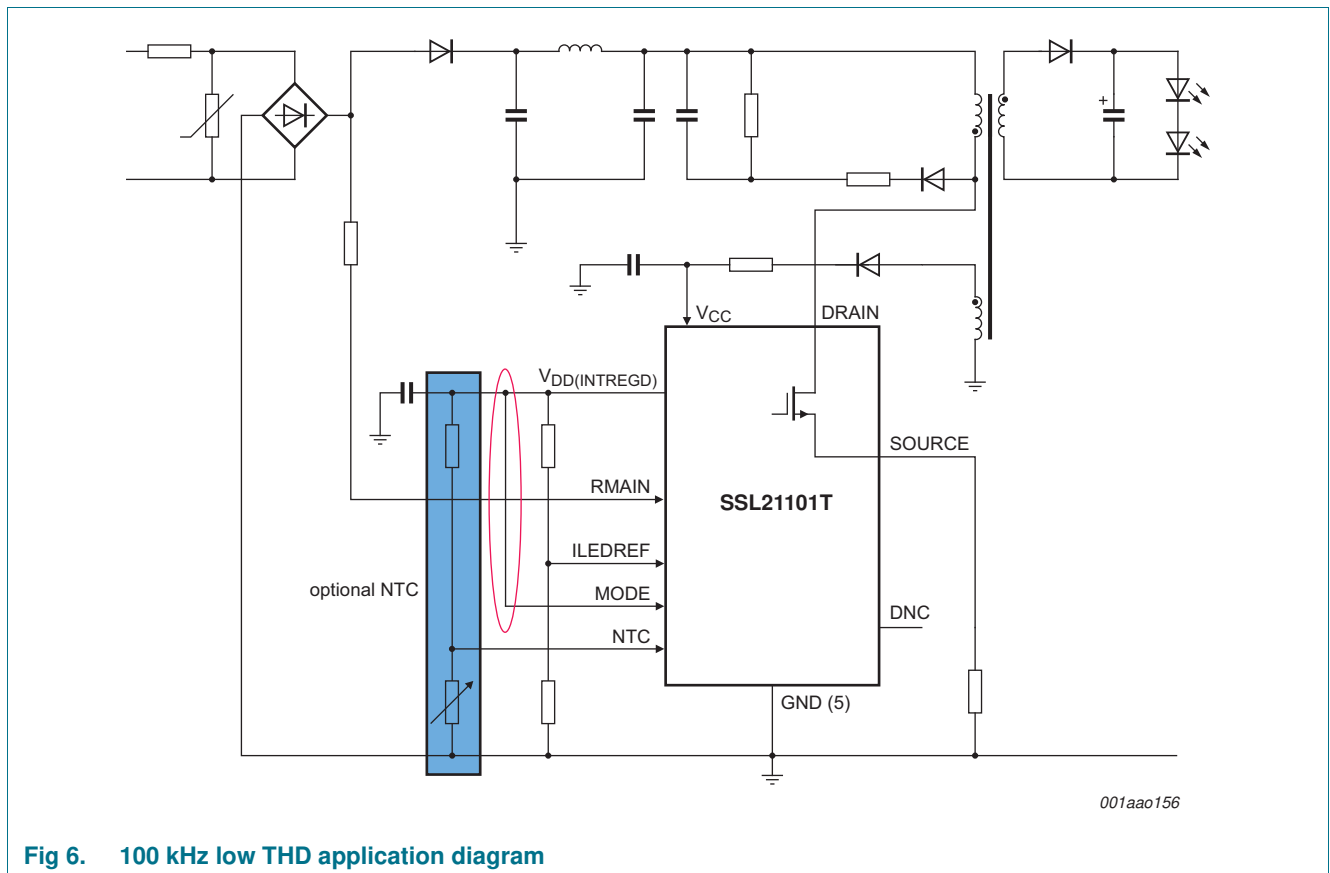 +
VCC
DRAIN
VDD(INTREGD)
SOURCE
RMAIN
SSL21101T
ILEDREF
optional NTC
MODE
DNC
NTC
GND (5)
001aao156
Fig 6. 100 kHz low THD application diagram